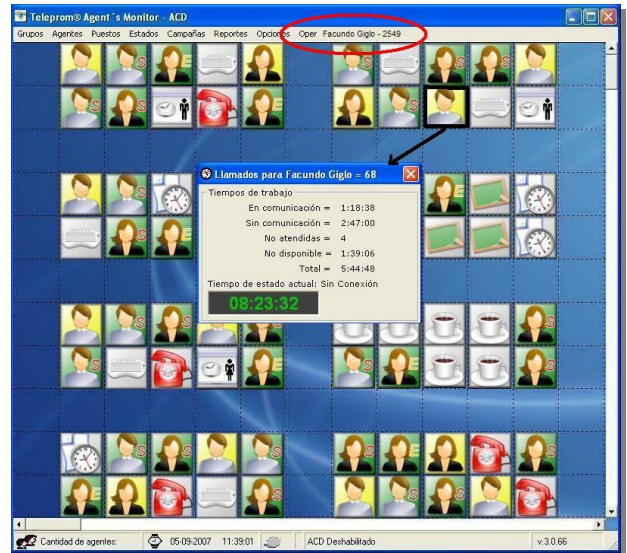 Teleprom® Agent´s Monitor - ACD
Grupos Agentes Puestos Estados Campañas Reportes Opciones Oper Facundo Giglo - 2549
Llamados para Facundo Giglo = 68
Tiempos de trabajo
En comunicación = 1:18:38
Sin comunicación = 2:47:00
No atendidas = 4
No disponible = 1:39:06
Total = 5:44:48
Tiempo de estado actual: Sin Conexión
08:23:32
Cantidad de agentes: 05-09-2007 11:39:01 ACD Deshabilitado v.3.0.66